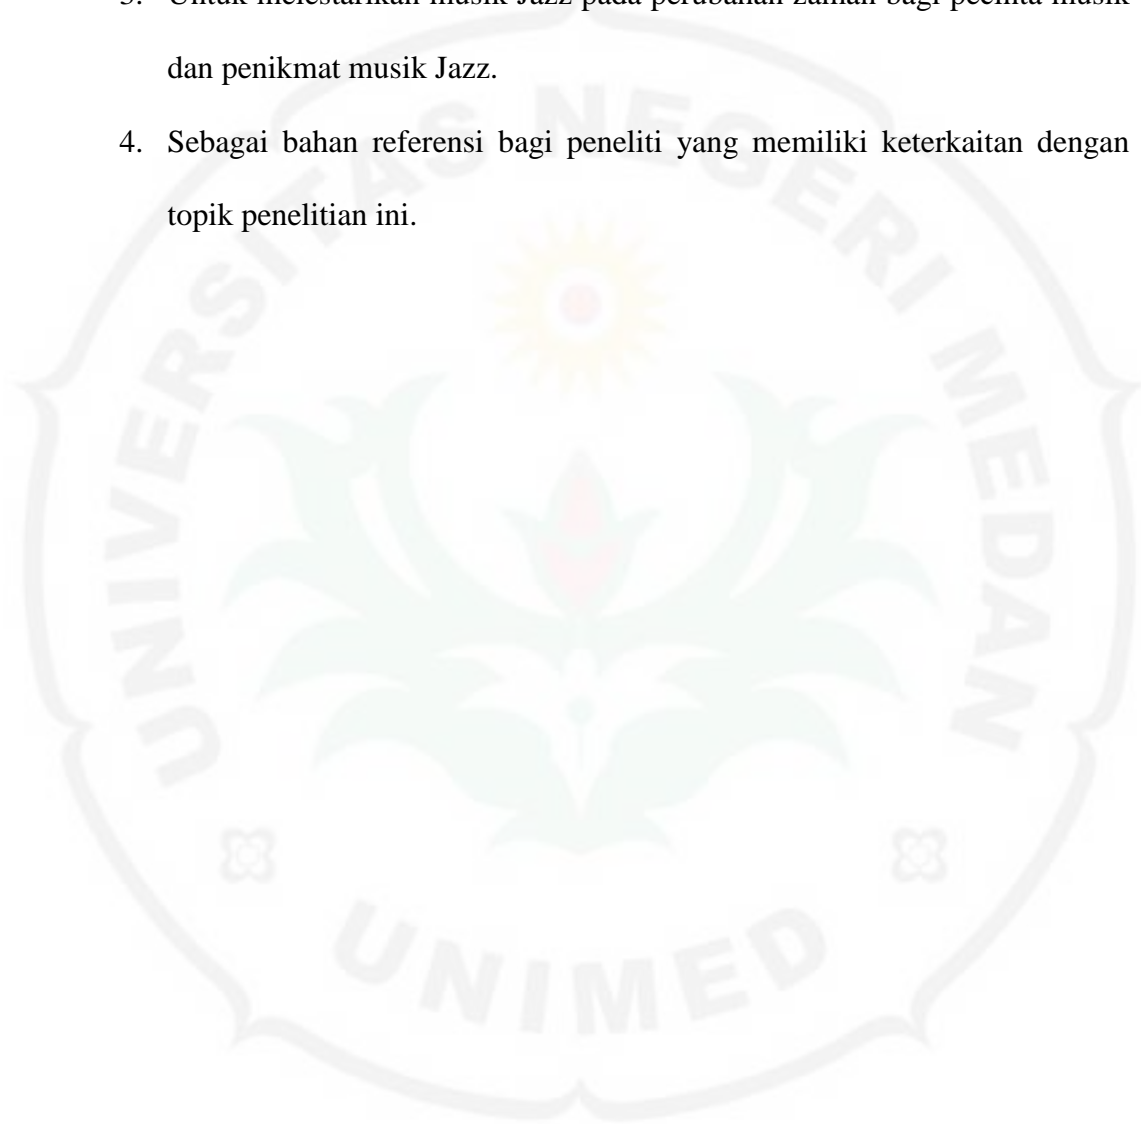 3. Untuk melestarikan musik Jazz pada perubahan zaman bagi pecinta musik
dan penikmat musik Jazz.
4. Sebagai bahan referensi bagi peneliti yang memiliki keterkaitan dengan
topik penelitian ini.
UNIVERSITAS NEGERI MEDAN
UNIMED